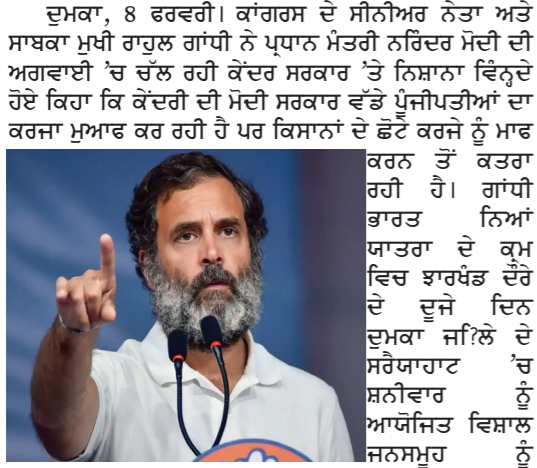 ਦੁਮਕਾ, 8 ਫਰਵਰੀ। ਕਾਂਗਰਸ ਦੇ ਸੀਨੀਅਰ ਨੇਤਾ ਅਤੇ
ਸਾਬਕਾ ਮੁਖੀ ਰਾਹੁਲ ਗਾਂਧੀ ਨੇ ਪ੍ਰਧਾਨ ਮੰਤਰੀ ਨਰਿੰਦਰ ਮੋਦੀ ਦੀ
ਅਗਵਾਈ ’ਚ ਚੱਲ ਰਹੀ ਕੇਂਦਰ ਸਰਕਾਰ ’ਤੇ ਨਿਸ਼ਾਨਾ ਵਿੰਨ੍ਹਦੇ
ਹੋਏ ਕਿਹਾ ਕਿ ਕੇਂਦਰੀ ਦੀ ਮੋਦੀ ਸਰਕਾਰ ਵੱਡੇ ਪੂੰਜੀਪਤੀਆਂ ਦਾ
ਕਰਜਾ ਮੁਆਫ ਕਰ ਰਹੀ ਹੈ ਪਰ ਕਿਸਾਨਾਂ ਦੇ ਛੋਟੇ ਕਰਜੇ ਨੂੰ ਮਾਫ
ਕਰਨ ਤੋਂ ਕਤਰਾ
ਰਹੀ ਹੈ। ਗਾਂਧੀ
ਭਾਰਤ ਨਿਆਂ
ਯਾਤਰਾ ਦੇ ਕ੍ਰਮ
ਵਿਚ ਝਾਰਖੰਡ ਦੌਰੇ
ਦੇ ਦੂਜੇ ਦਿਨ
ਦੁਮਕਾ ਜ਼ਿ?ਲੇ ਦੇ
ਸਰੈਯਾਹਾਟ ’ਚ
ਸ਼ਨੀਵਾਰ ਨੂੰ
ਆਯੋਜਿਤ ਵਿਸ਼ਾਲ
ਜਨਸਮੂਹ ਨੂੰ